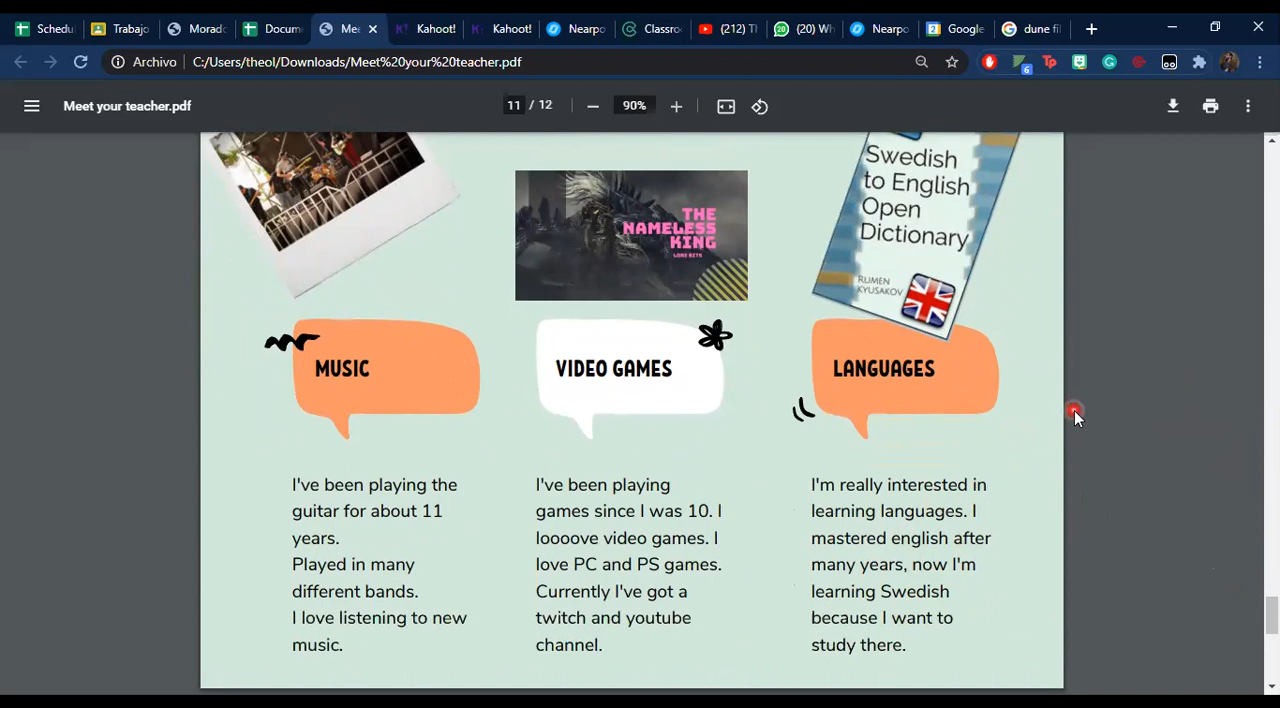 Schedu
Trabajo
Morado
Docum
Mee
Kahoot!
Kahoot!
Nearpo
Classro
(212) Tl
(20) Wh
Nearpo
Google
dune fil
Archivo
C:/Users/theol/Downloads/Meet%20your%20teacher.pdf
6
Meet your teacher.pdf
11 / 12
90%
Swedish
to English
Open
Dictionary
RUMEN
KYUSAKOV
THE
NAMELESS
KING
LORE BITS
MUSIC
VIDEO GAMES
LANGUAGES
I've been playing the
guitar for about 11
years.
Played in many
different bands.
I love listening to new
music.
I've been playing
games since I was 10. I
loooove video games. I
love PC and PS games.
Currently I've got a
twitch and youtube
channel.
I'm really interested in
learning languages. I
mastered english after
many years, now I'm
learning Swedish
because I want to
study there.